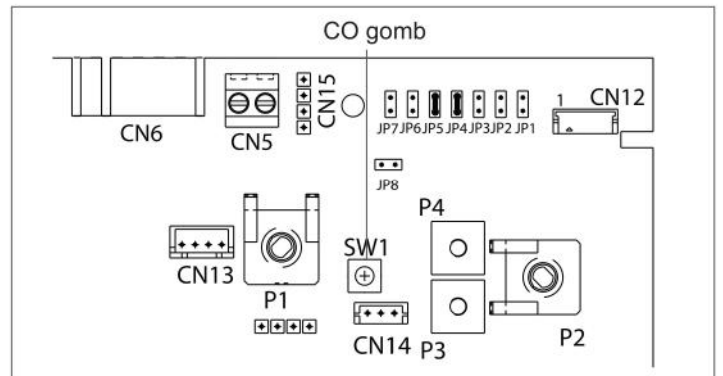 CO gomb
CN6
CN5
CN15
JP7 JP6 JP5 JP4 JP3 JP2 JP1
1
CN12
JP8
P4
CN13
P1
SW1
CN14
P3
P2